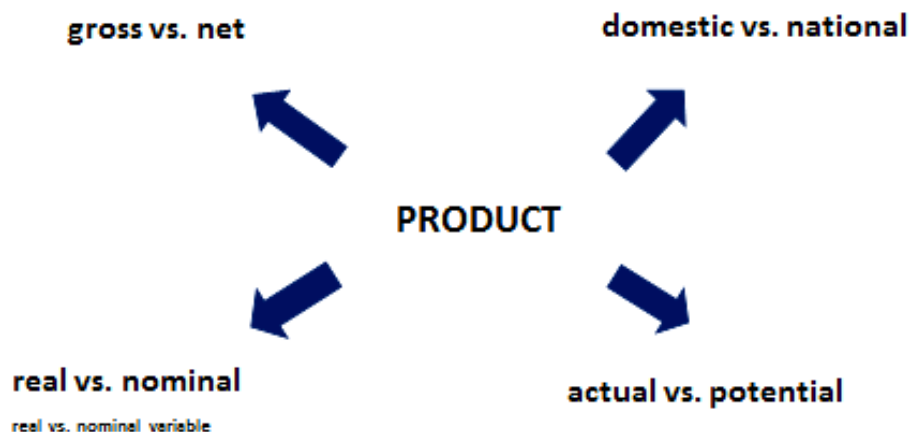 gross vs. net
domestic vs. national
PRODUCT
real vs. nominal
real vs. nominal variable
actual vs. potential